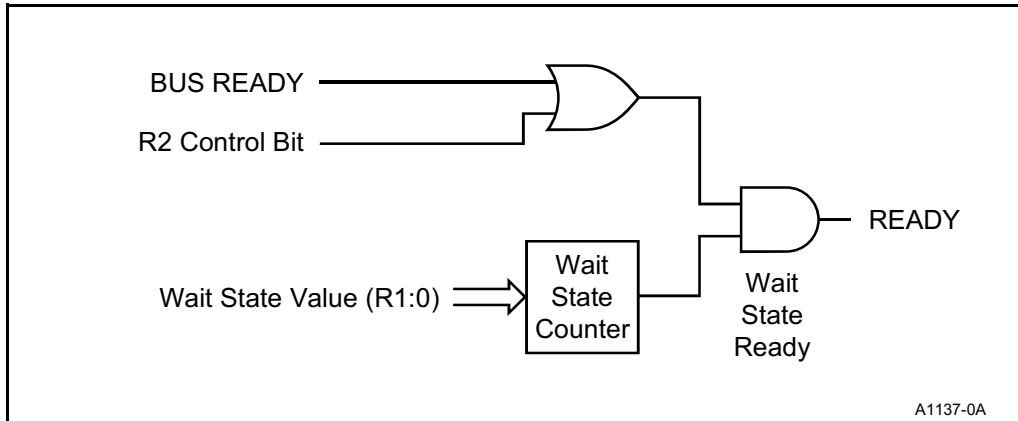 BUS READY
R2 Control Bit
READY
Wait State Value (R1:0)
Wait
State
Counter
Wait
State
Ready
A1137-0A